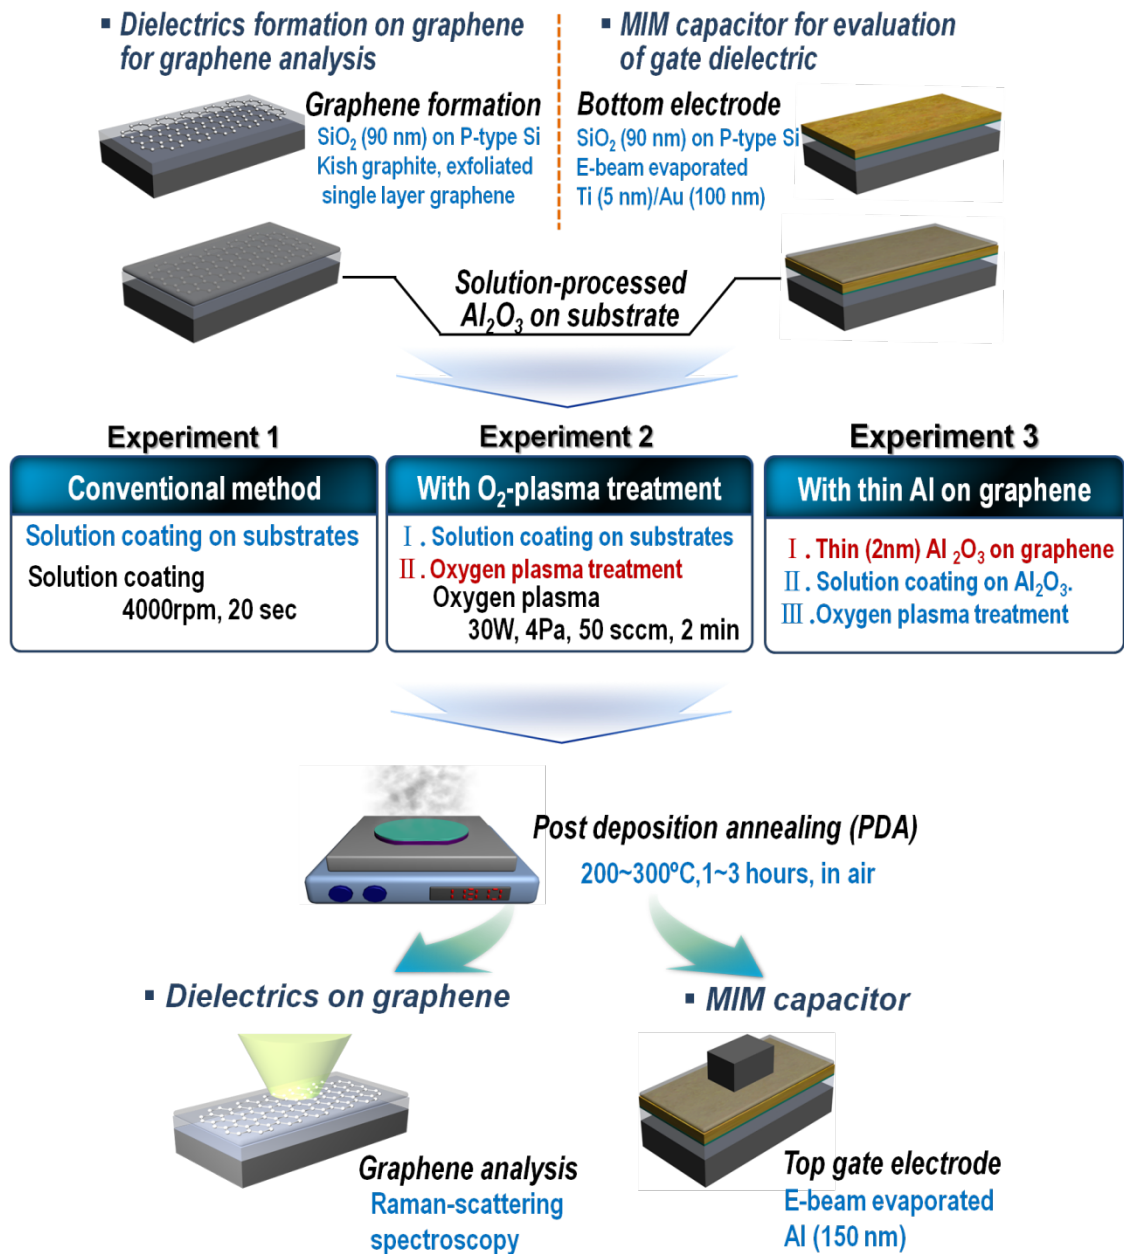 ▪ Dielectrics formation on graphene
for graphene analysis
▪ MIM capacitor for evaluation
of gate dielectric
Graphene formation
SiO₂ (90 nm) on P-type Si
Kish graphite, exfoliated
single layer graphene
Bottom electrode
SiO₂ (90 nm) on P-type Si
E-beam evaporated
Ti (5 nm)/Au (100 nm)
Solution-processed
Al₂O₃ on substrate
Experiment 1
Conventional method
Solution coating on substrates
Solution coating
4000rpm, 20 sec
Experiment 2
With O₂-plasma treatment
Ⅰ. Solution coating on substrates
Ⅱ. Oxygen plasma treatment
Oxygen plasma
30W, 4Pa, 50 sccm, 2 min
Experiment 3
With thin Al on graphene
Ⅰ. Thin (2nm) Al ₂O₃ on graphene
Ⅱ. Solution coating on Al₂O₃.
Ⅲ. Oxygen plasma treatment
180
Post deposition annealing (PDA)
200~300ºC,1~3 hours, in air
▪ Dielectrics on graphene
▪ MIM capacitor
Graphene analysis
Raman-scattering
spectroscopy
Top gate electrode
E-beam evaporated
Al (150 nm)